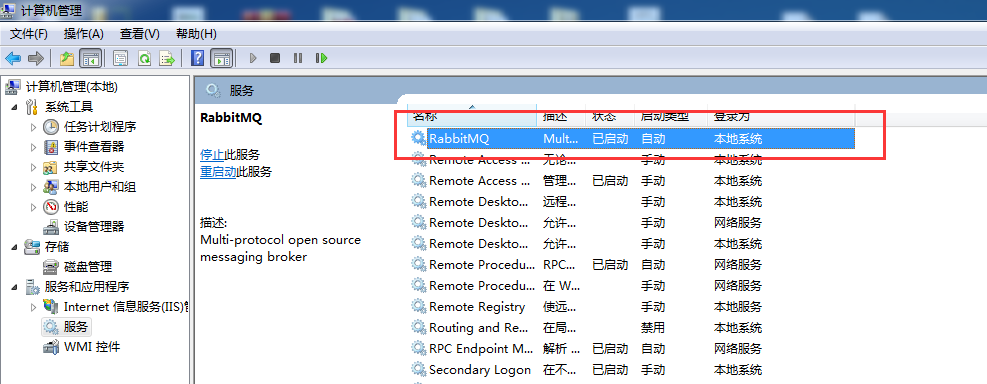 计算机管理
文件(F) 操作(A) 查看(V) 帮助(H)
计算机管理(本地)
系统工具
任务计划程序
事件查看器
共享文件夹
本地用户和组
性能
设备管理器
存储
磁盘管理
服务和应用程序
Internet 信息服务(IIS)管
服务
WMI 控件
服务
RabbitMQ
停止此服务
重启动此服务
描述:
Multi-protocol open source
messaging broker
名称 描述 状态 启动类型 登录为
RabbitMQ Mult... 已启动 自动 本地系统
Remote Access ... 无论... 手动 本地系统
Remote Access ... 管理... 已启动 手动 本地系统
Remote Deskto... 远程... 手动 本地系统
Remote Deskto... 允许... 手动 网络服务
Remote Deskto... 允许... 手动 本地系统
Remote Procedu... RPC... 已启动 自动 网络服务
Remote Procedu... 在 W... 手动 网络服务
Remote Registry 使远... 手动 本地系统
Routing and Re... 在局... 禁用 本地系统
RPC Endpoint M... 解析 ... 已启动 自动 网络服务
Secondary Logon 在不... 手动 本地系统